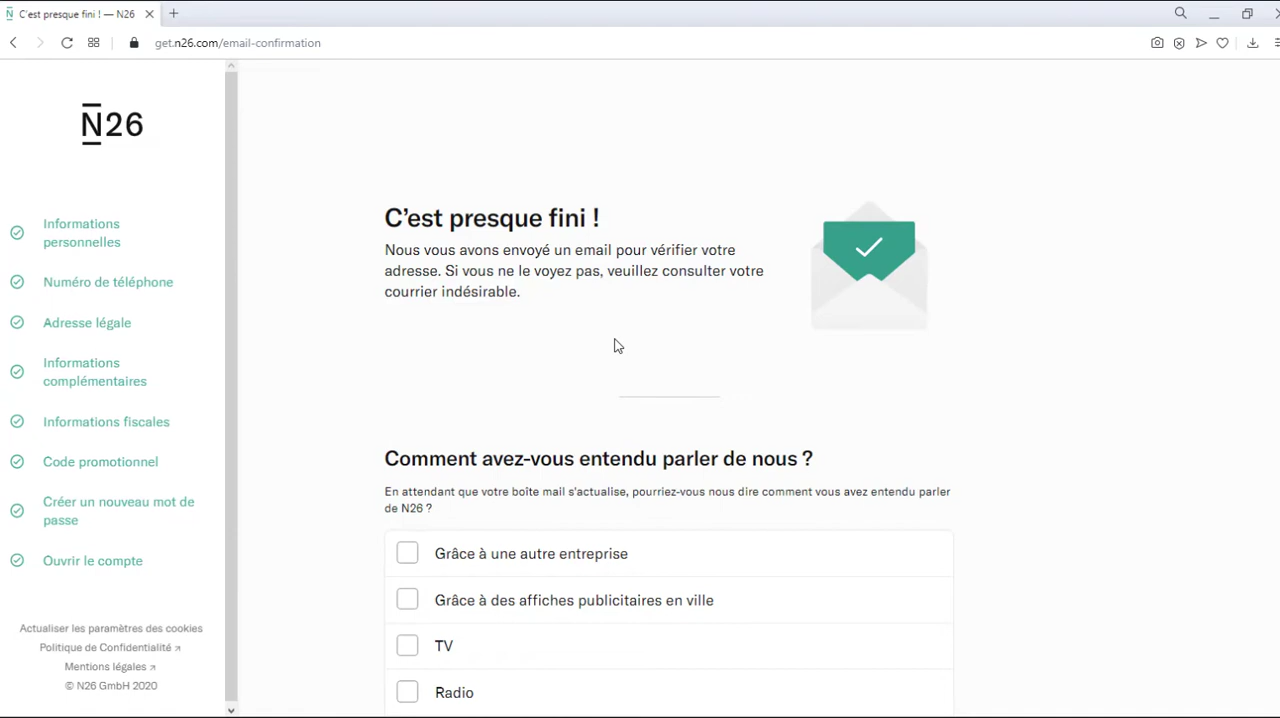 C'est presque fini ! — N26
get.n26.com/email-confirmation
N26
Informations
personnelles
Numéro de téléphone
Adresse légale
Informations
complémentaires
Informations fiscales
Code promotionnel
Créer un nouveau mot de
passe
Ouvrir le compte
Actualiser les paramètres des cookies
Politique de Confidentialité ↗
Mentions légales ↗
© N26 GmbH 2020
C’est presque fini !
Nous vous avons envoyé un email pour vérifier votre
adresse. Si vous ne le voyez pas, veuillez consulter votre
courrier indésirable.
Comment avez-vous entendu parler de nous ?
En attendant que votre boîte mail s'actualise, pourriez-vous nous dire comment vous avez entendu parler
de N26 ?
Grâce à une autre entreprise
Grâce à des affiches publicitaires en ville
TV
Radio